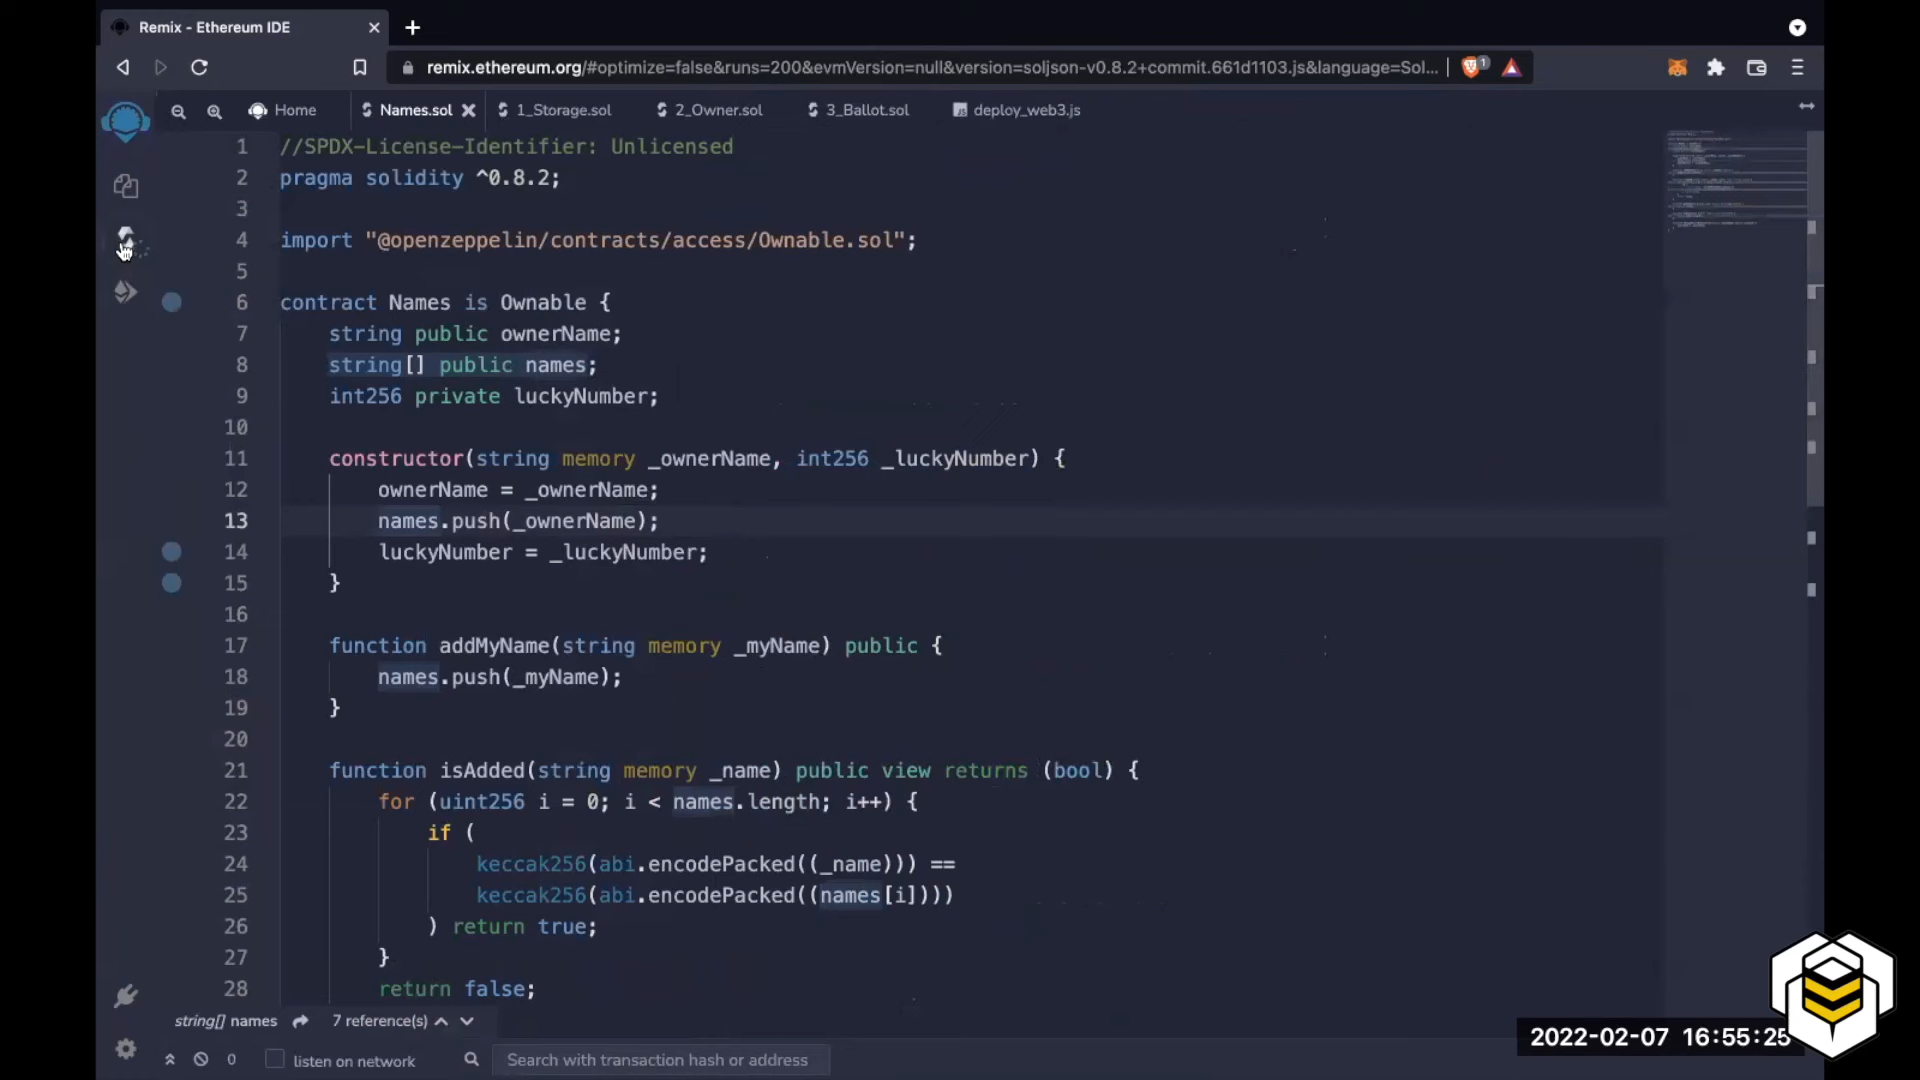 Remix - Ethereum IDE
remix.ethereum.org/#optimize=false&runs=200&evmVersion=null&version=soljson-v0.8.2+commit.661d1103.js&language=Sol... 1
Home Names.sol 1_Storage.sol 2_Owner.sol 3_Ballot.sol deploy_web3.js
1 //SPDX-License-Identifier: Unlicensed
2 pragma solidity ^0.8.2;
3
4 import "@openzeppelin/contracts/access/Ownable.sol";
5
6 contract Names is Ownable {
7 string public ownerName;
8 string[] public names;
9 int256 private luckyNumber;
10
11 constructor(string memory _ownerName, int256 _luckyNumber) {
12 ownerName = _ownerName;
13 names.push(_ownerName);
14 luckyNumber = _luckyNumber;
15 }
16
17 function addMyName(string memory _myName) public {
18 names.push(_myName);
19 }
20
21 function isAdded(string memory _name) public view returns (bool) {
22 for (uint256 i = 0; i < names.length; i++) {
23 if (
24 keccak256(abi.encodePacked((_name))) ==
25 keccak256(abi.encodePacked((names[i])))
26 ) return true;
27 }
28 return false;
string[] names 7 reference(s)
0 listen on network Search with transaction hash or address
2022-02-07 16:55:25